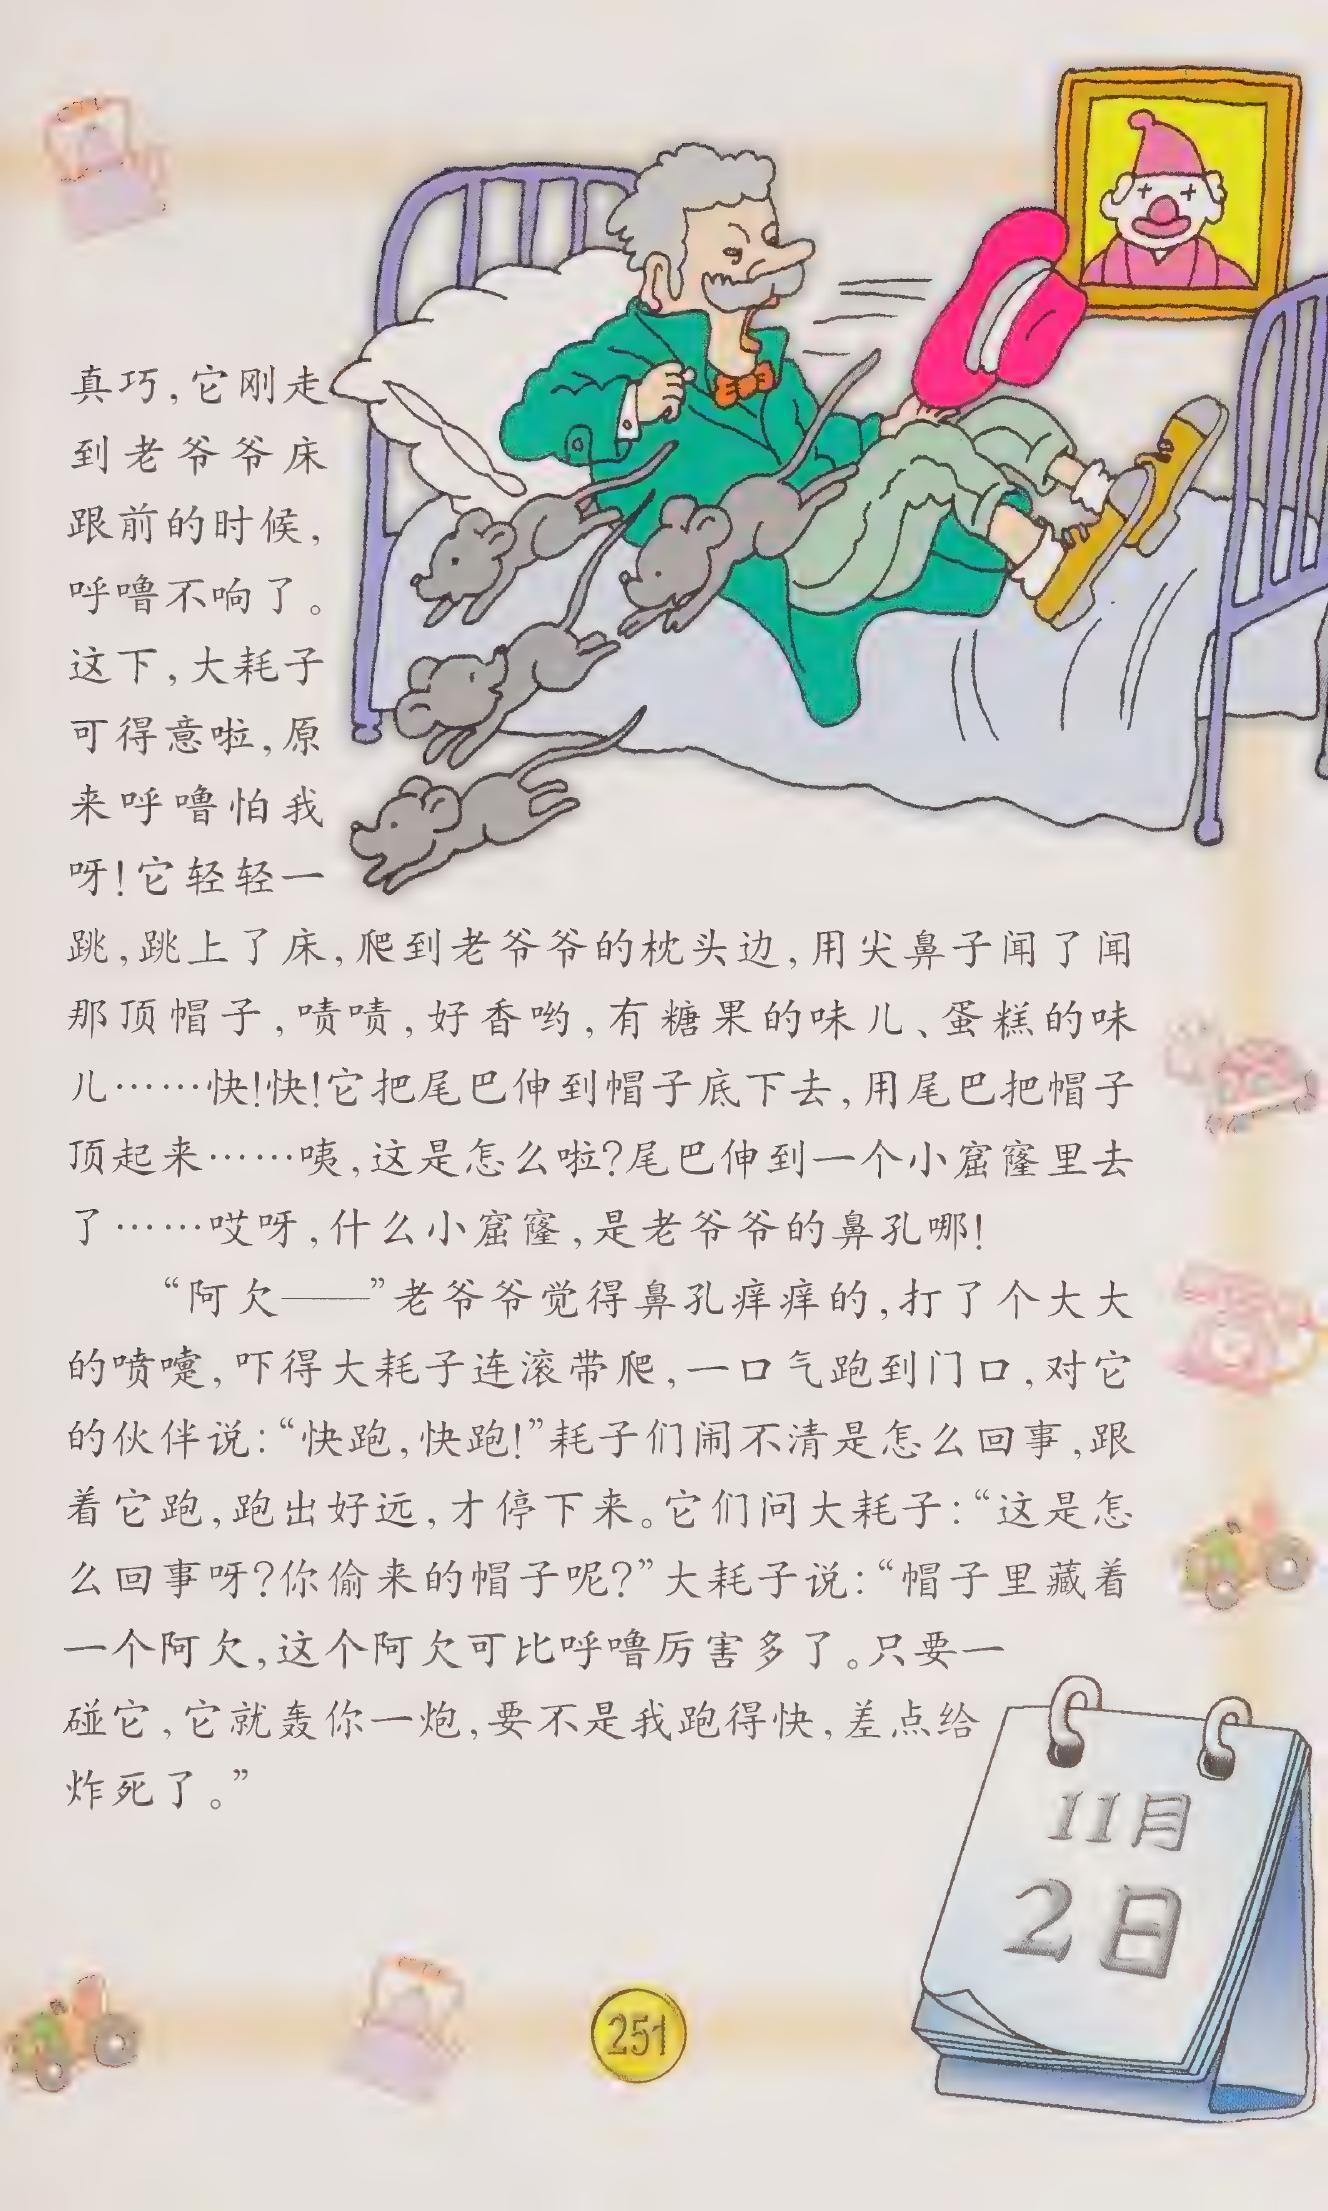 真巧,它刚走
到老爷爷床
跟前的时候,
呼噜不响了。
这下,大耗子
可得意啦,原
来呼噜怕我
呀!它轻轻一
跳,跳上了床,爬到老爷爷的枕头边,用尖鼻子闻了闻
那顶帽子,啧啧,好香哟,有糖果的味儿、蛋糕的味
儿……快!快!它把尾巴伸到帽子底下去,用尾巴把帽子
顶起来……咦,这是怎么啦?尾巴伸到一个小窟窿里去
了……哎呀,什么小窟窿,是老爷爷的鼻孔哪!
“阿欠——”老爷爷觉得鼻孔痒痒的,打了个大大
的喷嚏,吓得大耗子连滚带爬,一口气跑到门口,对它
的伙伴说:“快跑,快跑!”耗子们闹不清是怎么回事,跟
着它跑,跑出好远,才停下来。它们问大耗子:“这是怎
么回事呀?你偷来的帽子呢?”大耗子说:“帽子里藏着
一个阿欠,这个阿欠可比呼噜厉害多了。只要一
碰它,它就轰你一炮,要不是我跑得快,差点给
炸死了。”
11月
2日
251